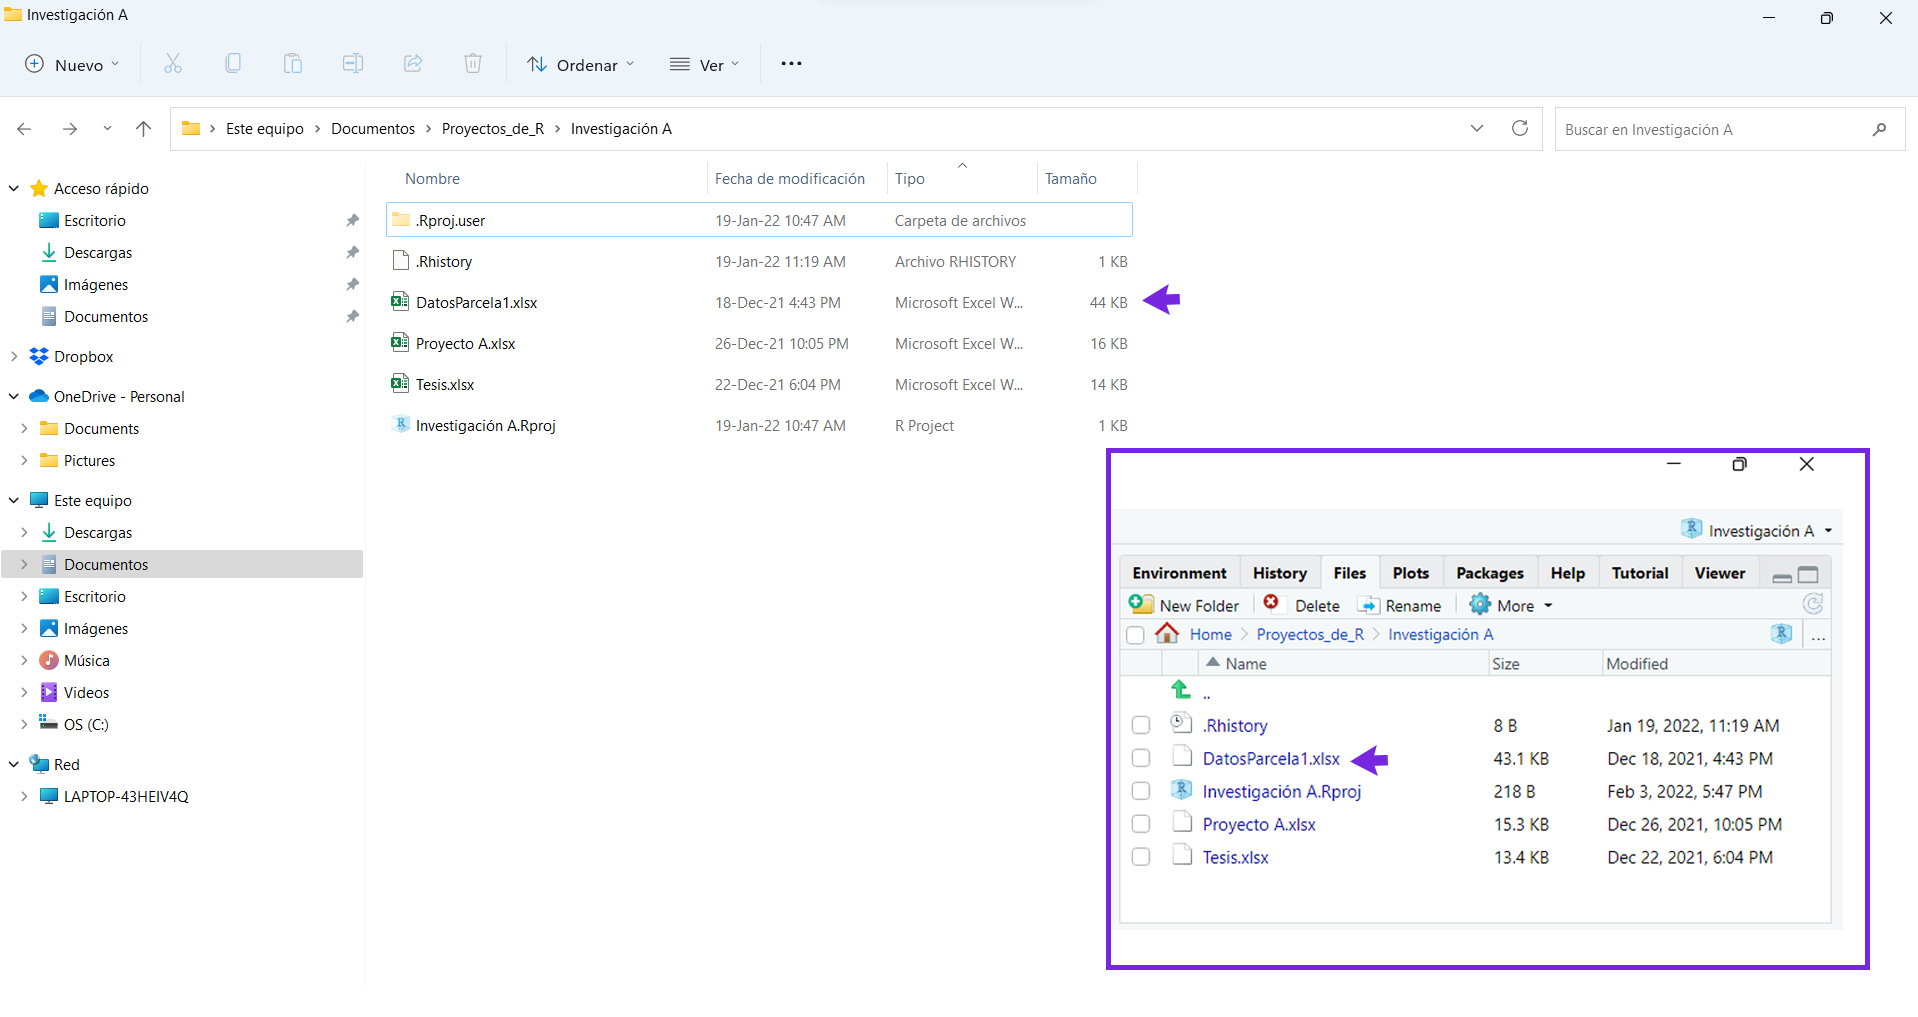 Investigación A
Nuevo
Ordenar
Ver
Este equipo > Documentos > Proyectos_de_R > Investigación A
Buscar en Investigación A
Acceso rápido
Escritorio
Descargas
Imágenes
Documentos
Dropbox
OneDrive - Personal
Documents
Pictures
Este equipo
Descargas
Documentos
Escritorio
Imágenes
Música
Videos
OS (C:)
Red
LAPTOP-43HEIV4Q
Nombre Fecha de modificación Tipo Tamaño
.Rproj.user 19-Jan-22 10:47 AM Carpeta de archivos
.Rhistory 19-Jan-22 11:19 AM Archivo RHISTORY 1 KB
DatosParcela1.xlsx 18-Dec-21 4:43 PM Microsoft Excel W... 44 KB
Proyecto A.xlsx 26-Dec-21 10:05 PM Microsoft Excel W... 16 KB
Tesis.xlsx 22-Dec-21 6:04 PM Microsoft Excel W... 14 KB
Investigación A.Rproj 19-Jan-22 10:47 AM R Project 1 KB
Investigación A
Environment History Files Plots Packages Help Tutorial Viewer
New Folder Delete Rename More
Home > Proyectos_de_R > Investigación A ...
Name Size Modified
..
.Rhistory 8 B Jan 19, 2022, 11:19 AM
DatosParcela1.xlsx 43.1 KB Dec 18, 2021, 4:43 PM
Investigación A.Rproj 218 B Feb 3, 2022, 5:47 PM
Proyecto A.xlsx 15.3 KB Dec 26, 2021, 10:05 PM
Tesis.xlsx 13.4 KB Dec 22, 2021, 6:04 PM